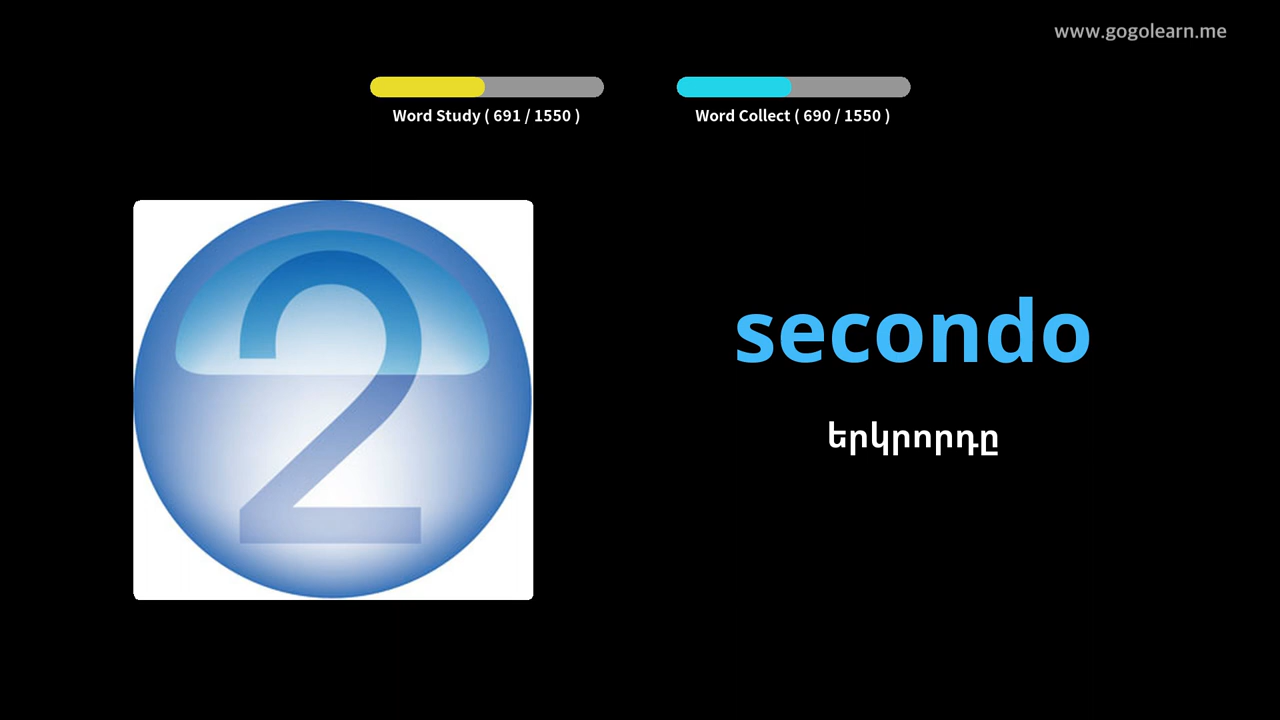 www.gogolearn.me
Word Study ( 691 / 1550 )
Word Collect ( 690 / 1550 )
2
secondo
երկրորդը